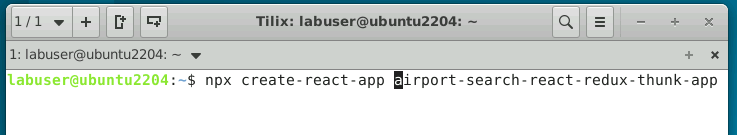 1 / 1
Tilix: labuser@ubuntu2204: ~
1: labuser@ubuntu2204: ~
labuser@ubuntu2204:~$ npx create-react-app airport-search-react-redux-thunk-app